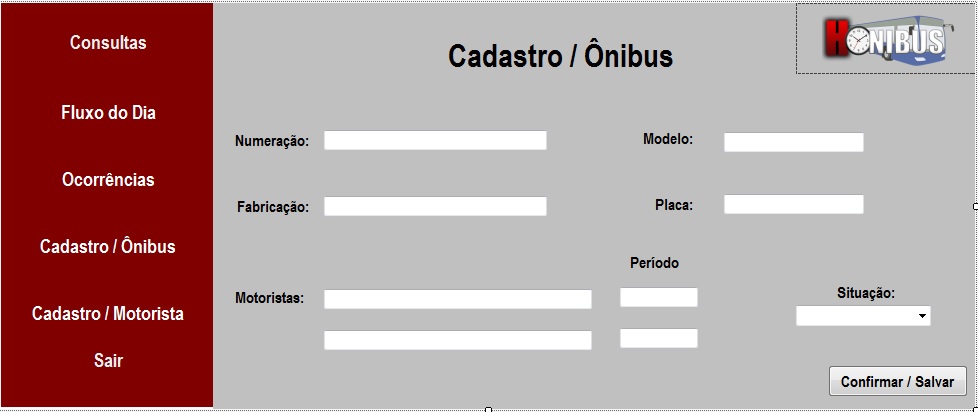 Consultas
Fluxo do Dia
Ocorrências
Cadastro / Ônibus
Cadastro / Motorista
Sair
Cadastro / Ônibus
HONIBUS
Numeração:
Modelo:
Fabricação:
Placa:
Período
Motoristas:
Situação:
Confirmar / Salvar